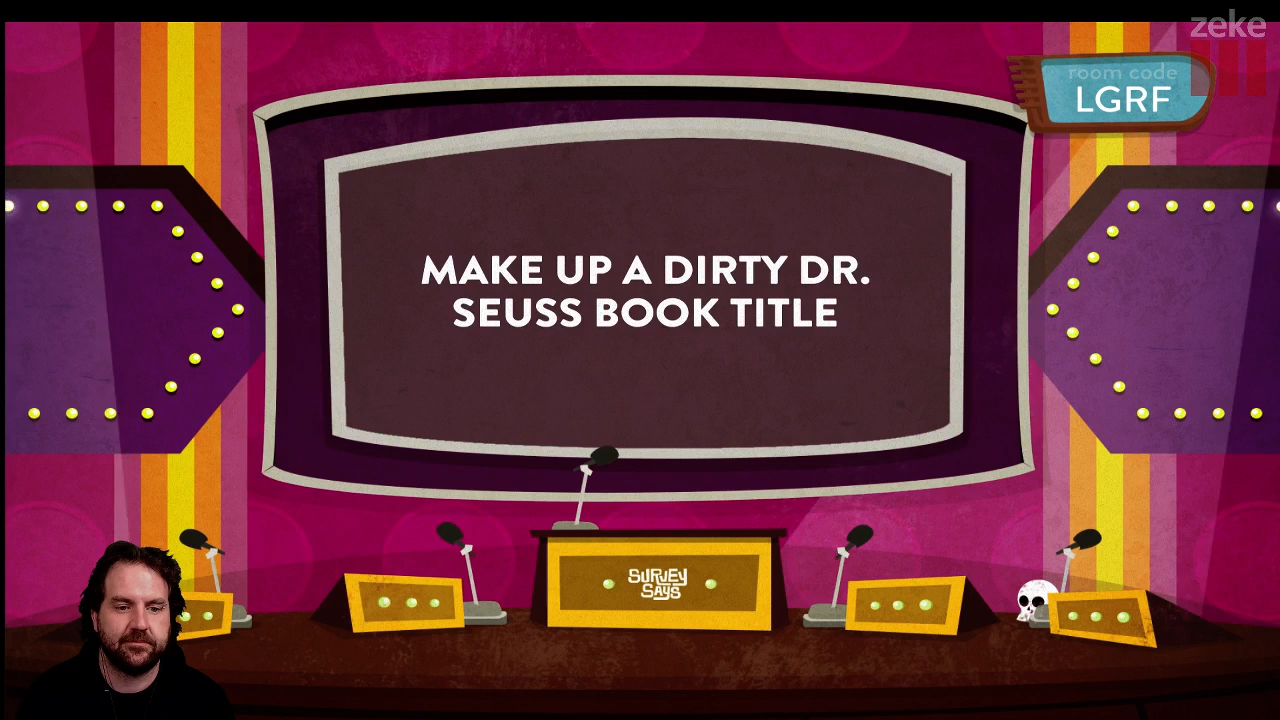 zeke
room code
LGRF
MAKE UP A DIRTY DR.
SEUSS BOOK TITLE
SURVEY
SAYS